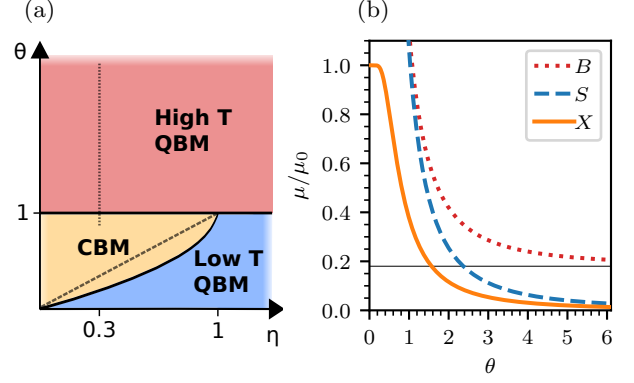 (a)
θ
High T
QBM
1
CBM
Low T
QBM
0.3
1
η
(b)
μ/μ₀
1.0
0.8
0.6
0.4
0.2
0.0
B
S
X
0
1
2
3
4
5
6
θ